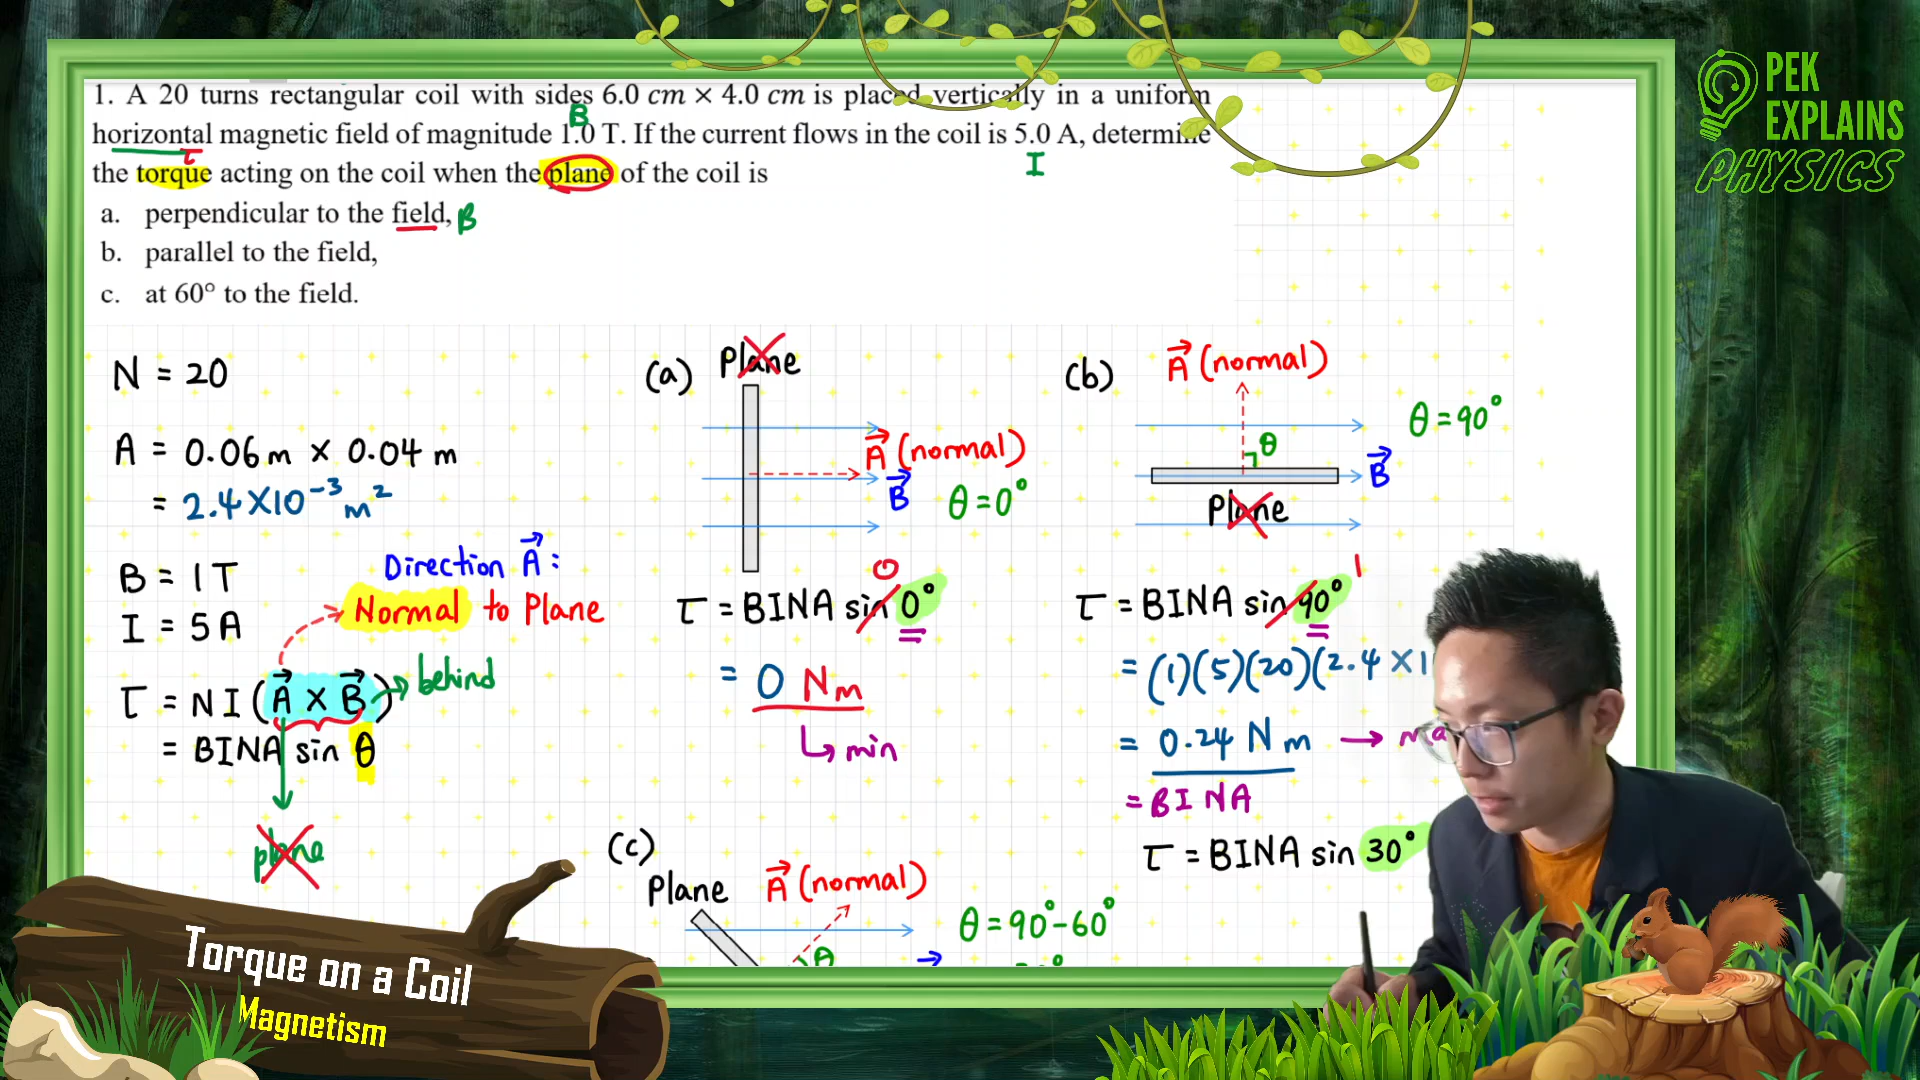 1. A 20 turns rectangular coil with sides 6.0 cm × 4.0 cm is placed vertically in a uniform
B
horizontal magnetic field of magnitude 1.0 T. If the current flows in the coil is 5.0 A, determine
τ
I
the torque acting on the coil when the plane of the coil is
a. perpendicular to the field, B
b. parallel to the field,
c. at 60° to the field.
PEK
EXPLAINS
PHYSICS
N = 20
A = 0.06 m × 0.04 m
= 2.4 × 10⁻³ m²
B = 1 T
I = 5 A
Direction A⃗ :
Normal to Plane
τ = N I (A⃗ × B⃗) → behind
= BINA sin θ
plane
(a) Plane
A⃗ (normal)
B⃗
θ = 0°
0
τ = BINA sin 0°
= 0 Nm
↳ min
(b) A⃗ (normal)
θ = 90°
θ
B⃗
Plane
1
τ = BINA sin 90°
= (1)(5)(20)(2.4 × 1
= 0.24 N m →
= BINA
τ = BINA sin 30°
(c)
Plane
A⃗ (normal)
θ = 90° − 60°
θ
Torque on a Coil
Magnetism